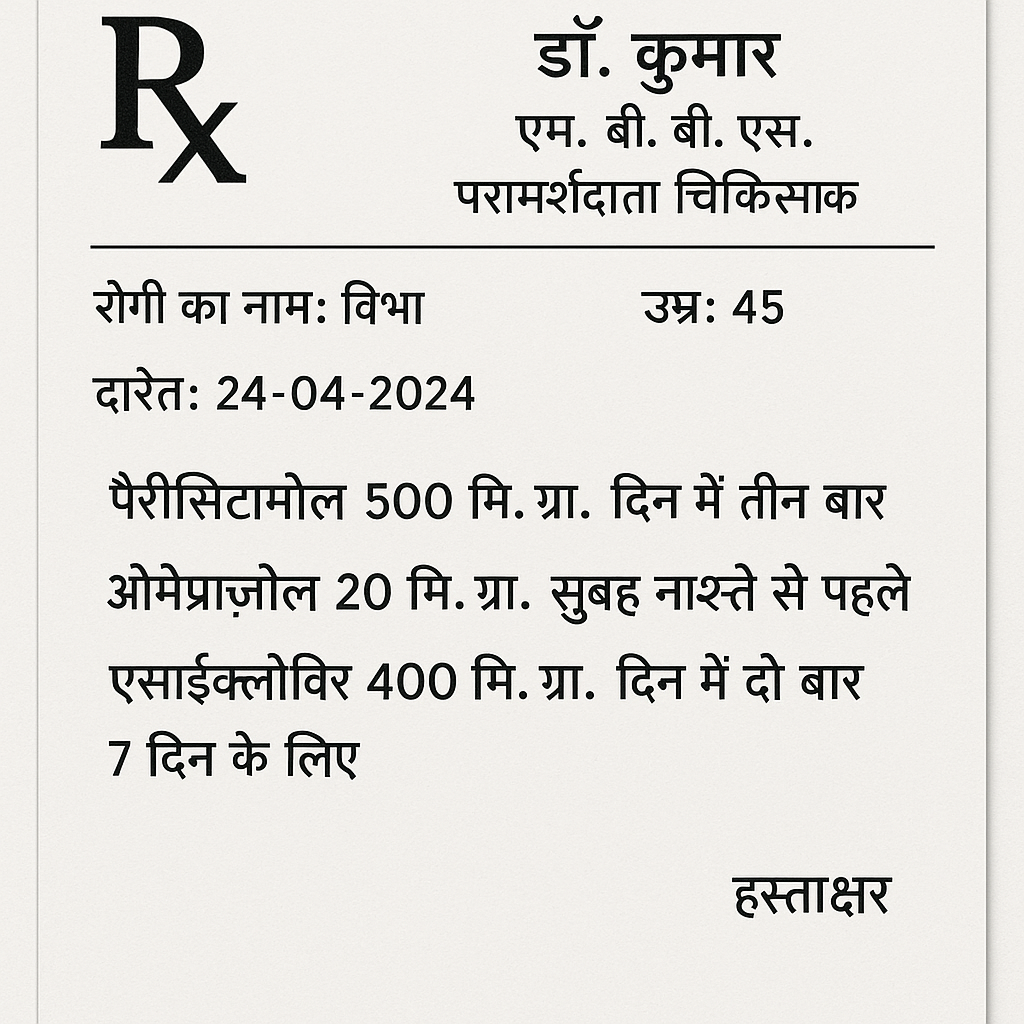 Rx
डॉ. कुमार
एम. बी. बी. एस.
परामर्शदाता चिकिसाक
रोगी का नाम: विभा उम्र: 45
दारेत: 24-04-2024
पैरीसिटामोल 500 मि. ग्रा. दिन में तीन बार
ओमेप्राज़ोल 20 मि. ग्रा. सुबह नाश्ते से पहले
एसाईक्लोविर 400 मि. ग्रा. दिन में दो बार
7 दिन के लिए
हस्ताक्षर